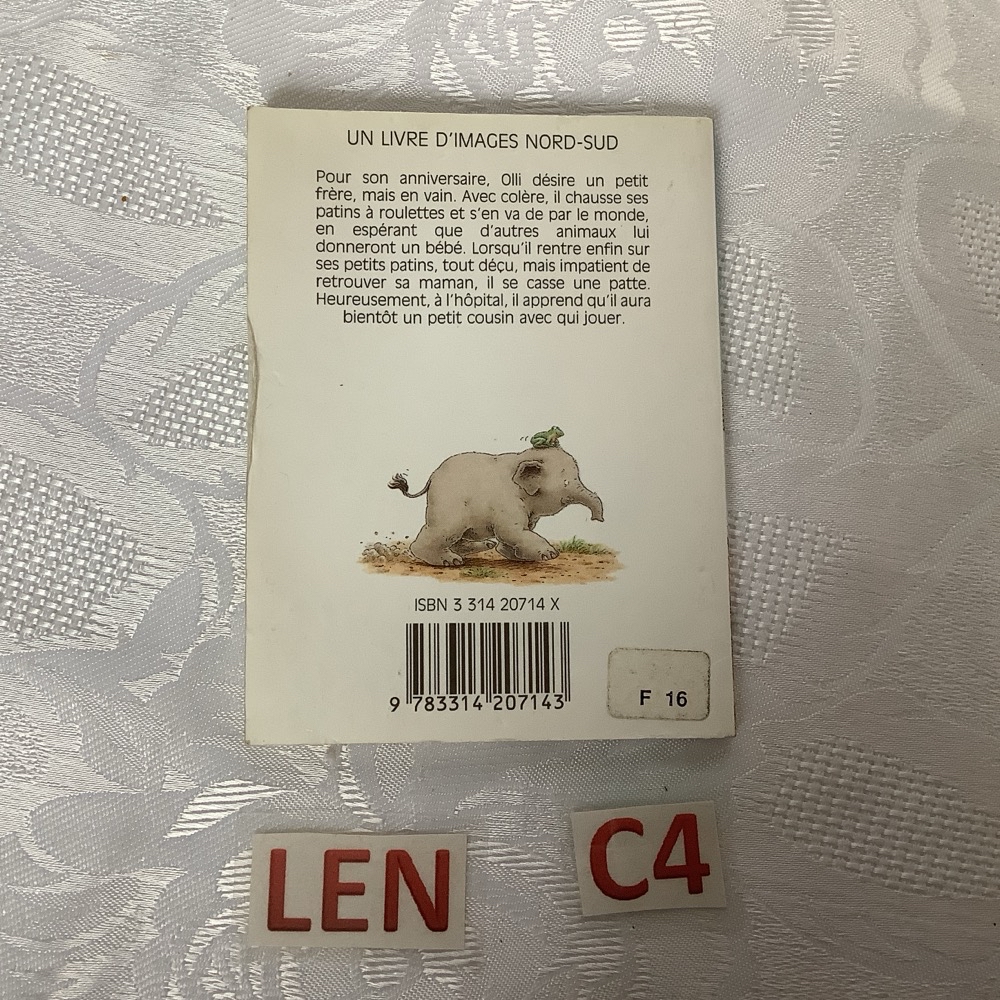 UN LIVRE D'IMAGES NORD-SUD
Pour son anniversaire, Olli désire un petit
frère, mais en vain. Avec colère, il chausse ses
patins à roulettes et s'en va de par le monde,
en espérant que d'autres animaux lui
donneront un bébé. Lorsqu'il rentre enfin sur
ses petits patins, tout déçu, mais impatient de
retrouver sa maman, il se casse une patte.
Heureusement, à l'hôpital, il apprend qu'il aura
bientôt un petit cousin avec qui jouer.
ISBN 3 314 20714 X
9 783314 207143
F 16
LEN
C4